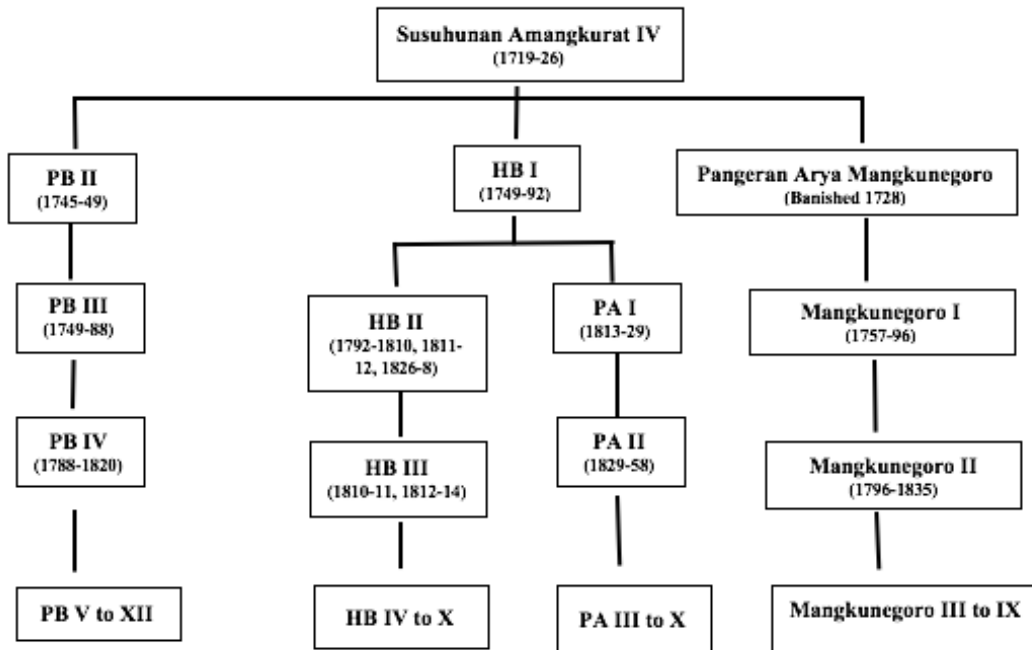 Susuhunan Amangkurat IV
(1719-26)
PB II
(1745-49)
HB I
(1749-92)
Pangeran Arya Mangkunegoro
(Banished 1728)
PB III
(1749-88)
HB II
(1792-1810, 1811-
12, 1826-8)
PA I
(1813-29)
Mangkunegoro I
(1757-96)
PB IV
(1788-1820)
HB III
(1810-11, 1812-14)
PA II
(1829-58)
Mangkunegoro II
(1796-1835)
PB V to XII
HB IV to X
PA III to X
Mangkunegoro III to IX